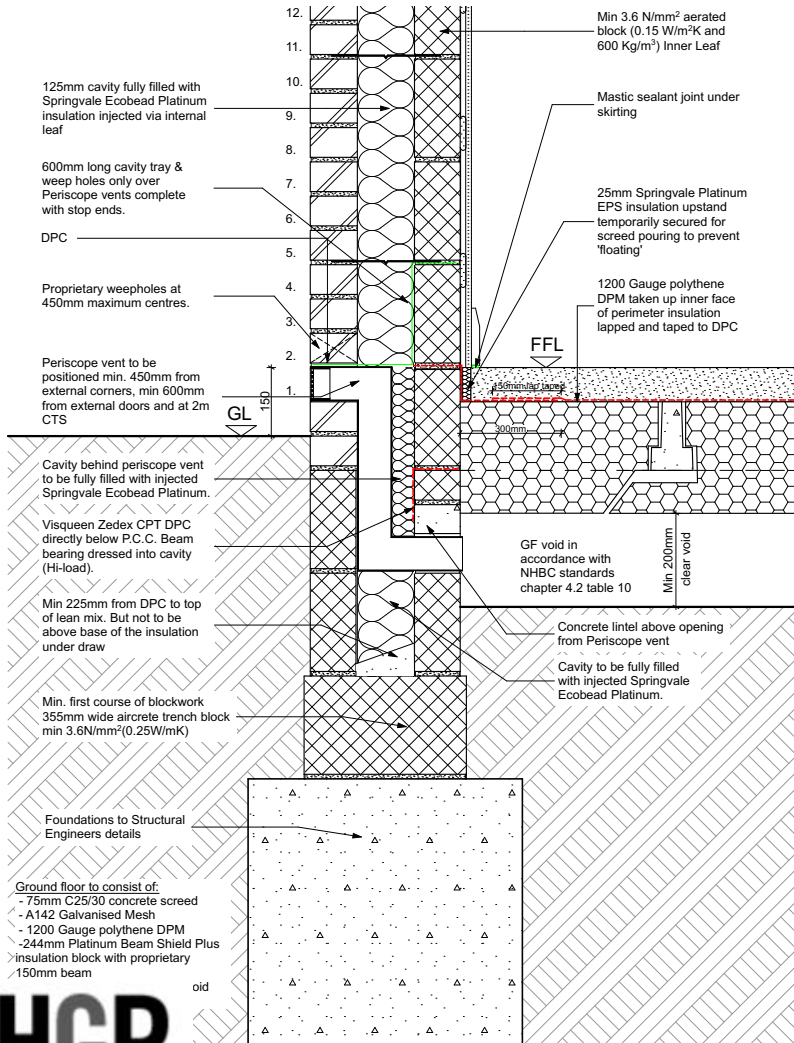 12.
11.
10.
9.
8.
7.
6.
5.
4.
3.
2.
1.
125mm cavity fully filled with
Springvale Ecobead Platinum
insulation injected via internal
leaf
600mm long cavity tray &
weep holes only over
Periscope vents complete
with stop ends.
DPC
Proprietary weepholes at
450mm maximum centres.
Periscope vent to be
positioned min. 450mm from
external corners, min 600mm
from external doors and at 2m
CTS
150
GL
Cavity behind periscope vent
to be fully filled with injected
Springvale Ecobead Platinum.
Visqueen Zedex CPT DPC
directly below P.C.C. Beam
bearing dressed into cavity
(Hi-load).
Min 225mm from DPC to top
of lean mix. But not to be
above base of the insulation
under draw
Min. first course of blockwork
355mm wide aircrete trench block
min 3.6N/mm²(0.25W/mK)
Foundations to Structural
Engineers details
Ground floor to consist of:
- 75mm C25/30 concrete screed
- A142 Galvanised Mesh
- 1200 Gauge polythene DPM
-244mm Platinum Beam Shield Plus
insulation block with proprietary
150mm beam
oid
Min 3.6 N/mm² aerated
block (0.15 W/m²K and
600 Kg/m³) Inner Leaf
Mastic sealant joint under
skirting
25mm Springvale Platinum
EPS insulation upstand
temporarily secured for
screed pouring to prevent
'floating'
1200 Gauge polythene
DPM taken up inner face
of perimeter insulation
lapped and taped to DPC
FFL
150mm lap taped
300mm
GF void in
accordance with
NHBC standards
chapter 4.2 table 10
Min 200mm
clear void
Concrete lintel above opening
from Periscope vent
Cavity to be fully filled
with injected Springvale
Ecobead Platinum.